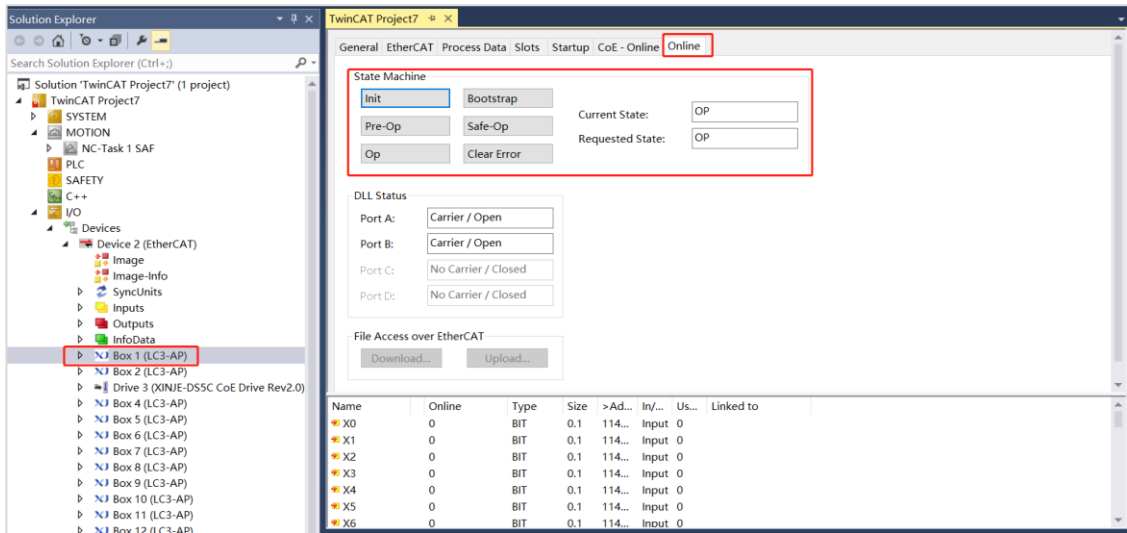 Solution Explorer
Search Solution Explorer (Ctrl+;)
Solution 'TwinCAT Project7' (1 project)
TwinCAT Project7
SYSTEM
MOTION
NC-Task 1 SAF
PLC
SAFETY
C++
I/O
Devices
Device 2 (EtherCAT)
Image
Image-Info
SyncUnits
Inputs
Outputs
InfoData
Box 1 (LC3-AP)
Box 2 (LC3-AP)
Drive 3 (XINJE-DS5C CoE Drive Rev2.0)
Box 4 (LC3-AP)
Box 5 (LC3-AP)
Box 6 (LC3-AP)
Box 7 (LC3-AP)
Box 8 (LC3-AP)
Box 9 (LC3-AP)
Box 10 (LC3-AP)
Box 11 (LC3-AP)
Box 12 (LC3-AP)
TwinCAT Project7
General EtherCAT Process Data Slots Startup CoE - Online Online
State Machine
Init Bootstrap
Pre-Op Safe-Op
Op Clear Error
Current State: OP
Requested State: OP
DLL Status
Port A: Carrier / Open
Port B: Carrier / Open
Port C: No Carrier / Closed
Port D: No Carrier / Closed
File Access over EtherCAT
Download... Upload...
Name Online Type Size >Ad... In/... Us... Linked to
X0 0 BIT 0.1 114... Input 0
X1 0 BIT 0.1 114... Input 0
X2 0 BIT 0.1 114... Input 0
X3 0 BIT 0.1 114... Input 0
X4 0 BIT 0.1 114... Input 0
X5 0 BIT 0.1 114... Input 0
X6 0 BIT 0.1 114... Input 0